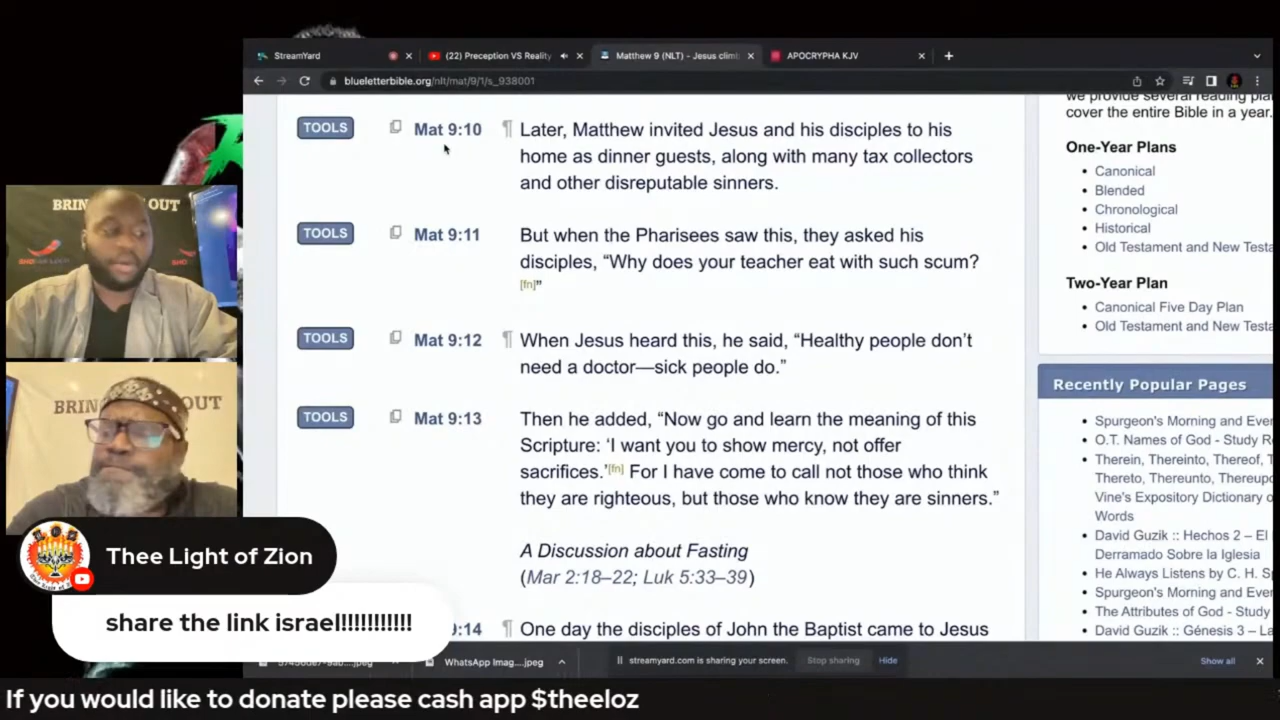 StreamYard
(22) Preception VS Reality
Matthew 9 (NLT) - Jesus climb
APOCRYPHA KJV
blueletterbible.org/nlt/mat/9/1/s_938001
TOOLS
Mat 9:10
¶ Later, Matthew invited Jesus and his disciples to his
home as dinner guests, along with many tax collectors
and other disreputable sinners.
TOOLS
Mat 9:11
But when the Pharisees saw this, they asked his
disciples, “Why does your teacher eat with such scum?
[fn]”
TOOLS
Mat 9:12
¶ When Jesus heard this, he said, “Healthy people don’t
need a doctor—sick people do.”
TOOLS
Mat 9:13
Then he added, “Now go and learn the meaning of this
Scripture: ‘I want you to show mercy, not offer
sacrifices.’[fn] For I have come to call not those who think
they are righteous, but those who know they are sinners.”
A Discussion about Fasting
(Mar 2:18–22; Luk 5:33–39)
9:14
¶ One day the disciples of John the Baptist came to Jesus
we provide several reading plan
cover the entire Bible in a year.
One-Year Plans
Canonical
Blended
Chronological
Historical
Old Testament and New Testa
Two-Year Plan
Canonical Five Day Plan
Old Testament and New Testa
Recently Popular Pages
Spurgeon's Morning and Ever
O.T. Names of God - Study R
Therein, Thereinto, Thereof, T
Thereto, Thereunto, Thereupo
Vine's Expository Dictionary o
Words
David Guzik :: Hechos 2 – El
Derramado Sobre la Iglesia
He Always Listens by C. H. S
Spurgeon's Morning and Ever
The Attributes of God - Study
David Guzik :: Génesis 3 – La
BRIN OUT
BRIN OUT
Thee Light of Zion
share the link israel!!!!!!!!!!!
WhatsApp Imag....jpeg
streamyard.com is sharing your screen.
Stop sharing
Hide
Show all
If you would like to donate please cash app $theeloz